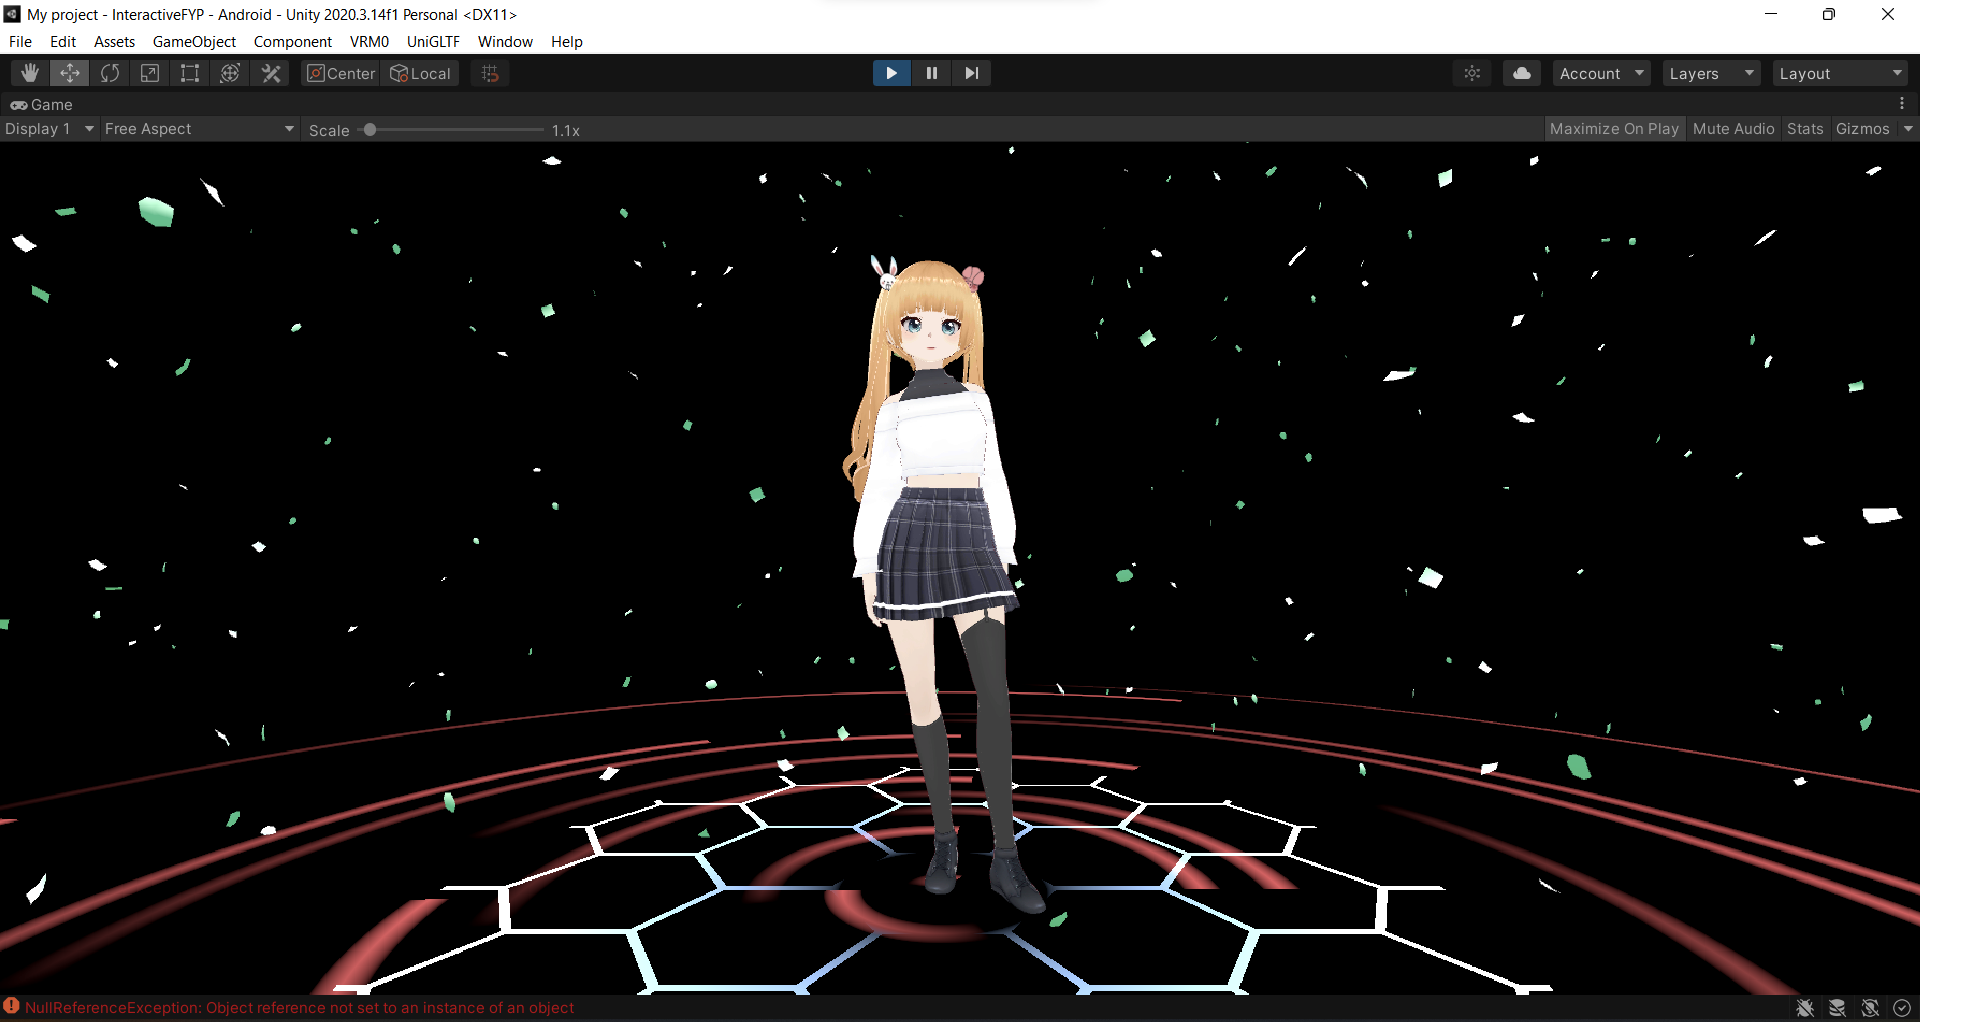 My project - InteractiveFYP - Android - Unity 2020.3.14f1 Personal <DX11>
File Edit Assets GameObject Component VRM0 UniGLTF Window Help
Center Local Account Layers Layout
Game
Display 1 Free Aspect Scale 1.1x Maximize On Play Mute Audio Stats Gizmos
NullReferenceException: Object reference not set to an instance of an object